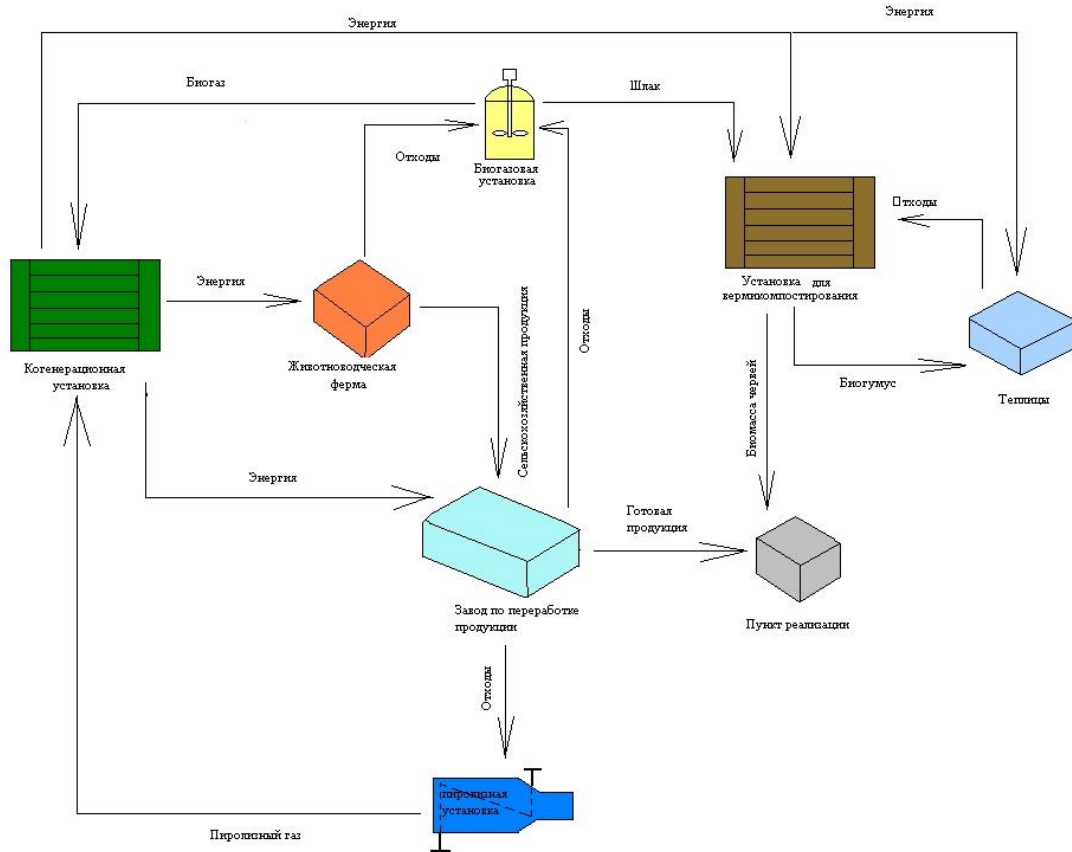 Энергия
Энергия
Биогаз
Шлак
Отходы
Биогазовая
установка
Отходы
Энергия
Установка для
вермикомпостирования
Когенерационная
установка
Животноводческая
ферма
Сельскохозяйственная продукция
Отходы
Биомасса червей
Биогумус
Теплицы
Энергия
Готовая
продукция
Завод по переработке
продукции
Пункт реализации
Отходы
пиролизная
установка
Пиролизный газ